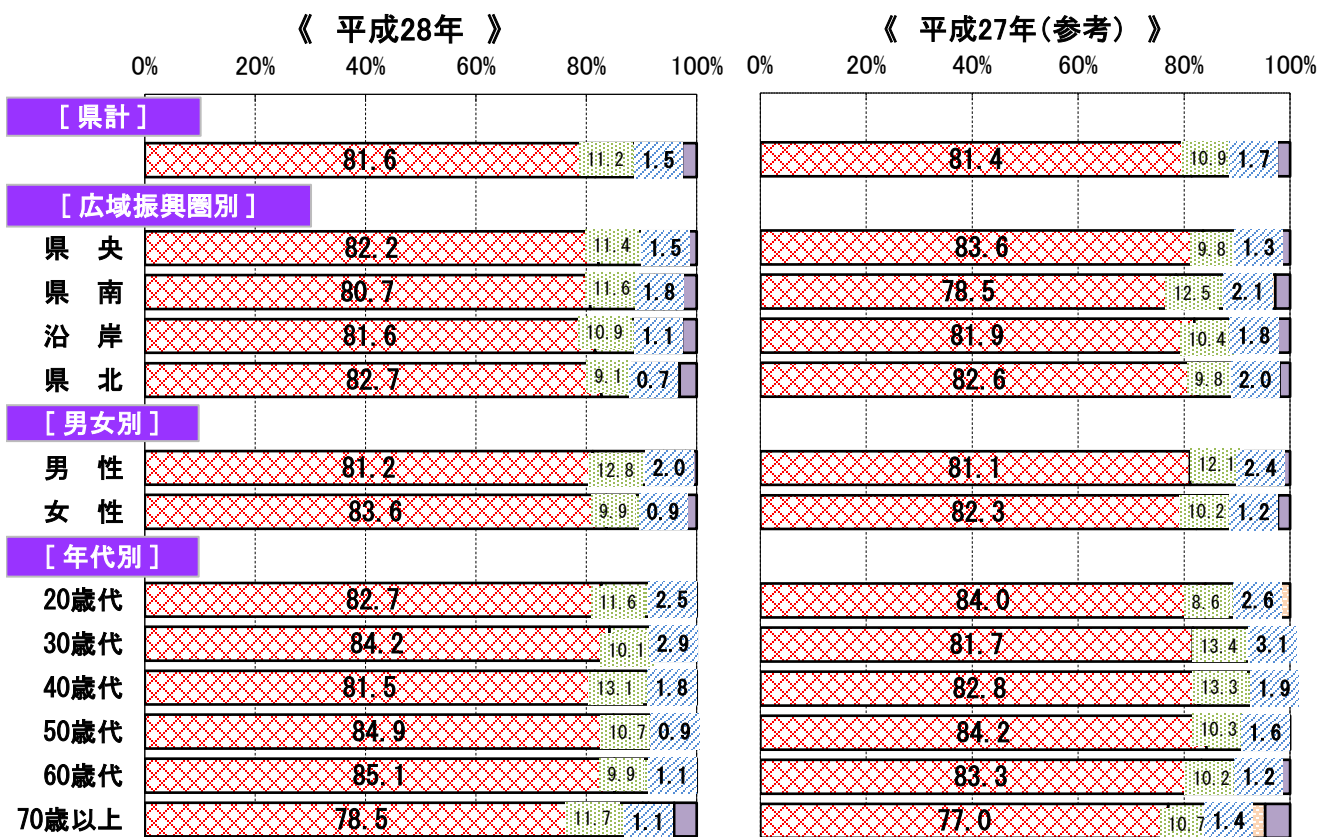 《 平成28年 》 《 平成27年(参考) 》
0% 20% 40% 60% 80% 100% 0% 20% 40% 60% 80% 100%
[ 県計 ]
81.6 11.2 1.5 81.4 10.9 1.7
[ 広域振興圏別 ]
県 央 82.2 11.4 1.5 83.6 9.8 1.3
県 南 80.7 11.6 1.8 78.5 12.5 2.1
沿 岸 81.6 10.9 1.1 81.9 10.4 1.8
県 北 82.7 9.1 0.7 82.6 9.8 2.0
[ 男女別 ]
男 性 81.2 12.8 2.0 81.1 12.1 2.4
女 性 83.6 9.9 0.9 82.3 10.2 1.2
[ 年代別 ]
20歳代 82.7 11.6 2.5 84.0 8.6 2.6
30歳代 84.2 10.1 2.9 81.7 13.4 3.1
40歳代 81.5 13.1 1.8 82.8 13.3 1.9
50歳代 84.9 10.7 0.9 84.2 10.3 1.6
60歳代 85.1 9.9 1.1 83.3 10.2 1.2
70歳以上 78.5 11.7 1.1 77.0 10.7 1.4